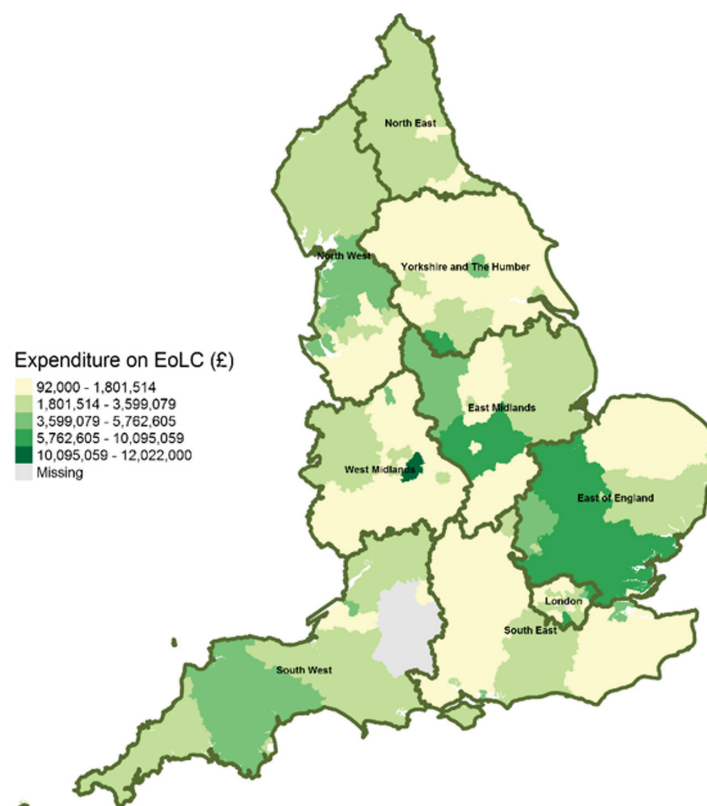 North East
North West
Yorkshire and The Humber
Expenditure on EoLC (£)
92,000 - 1,801,514
1,801,514 - 3,599,079
3,599,079 - 5,762,605
5,762,605 - 10,095,059
10,095,059 - 12,022,000
Missing
East Midlands
West Midlands
East of England
London
South East
South West